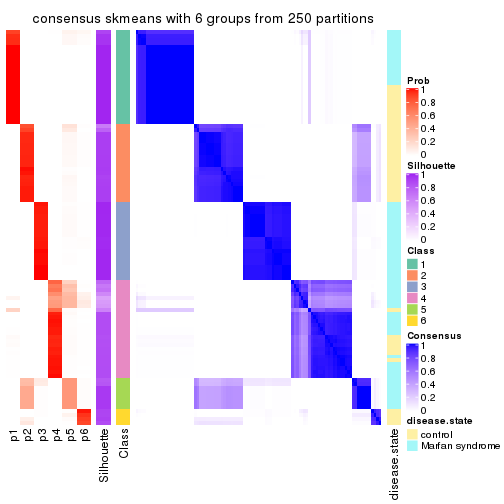 consensus skmeans with 6 groups from 250 partitions
Prob
1
0.8
0.6
0.4
0.2
0
Silhouette
1
0.8
0.6
0.4
0.2
0
Class
1
2
3
4
5
6
Consensus
1
0.8
0.6
0.4
0.2
0
disease.state
control
Marfan syndrome
p1
p2
p3
p4
p5
p6
Silhouette
Class
disease.state